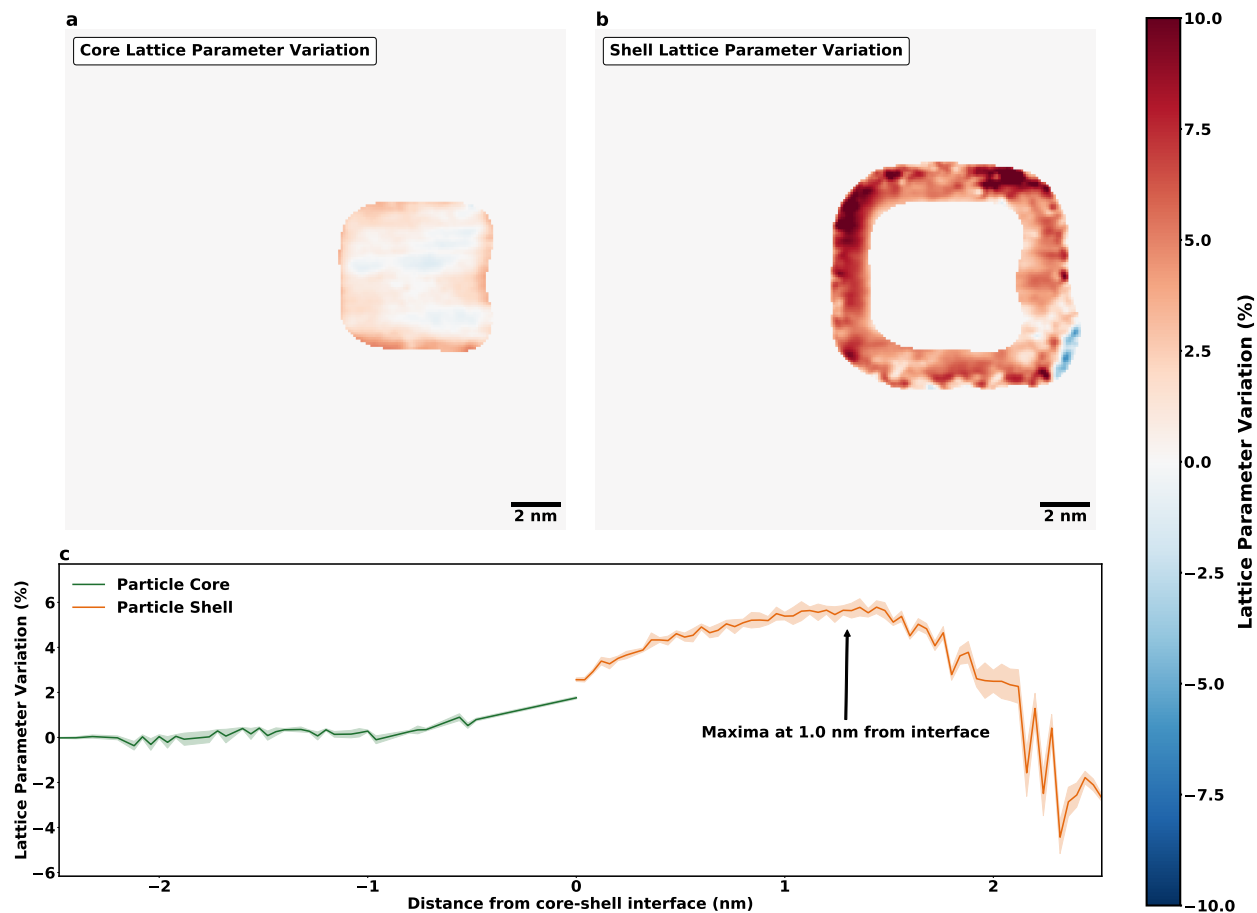 a
b
Core Lattice Parameter Variation
Shell Lattice Parameter Variation
2 nm
2 nm
10.0
7.5
5.0
2.5
0.0
−2.5
−5.0
−7.5
−10.0
Lattice Parameter Variation (%)
c
Particle Core
Particle Shell
Maxima at 1.0 nm from interface
6
4
2
0
−2
−4
−6
Lattice Parameter Variation (%)
−2
−1
0
1
2
Distance from core-shell interface (nm)